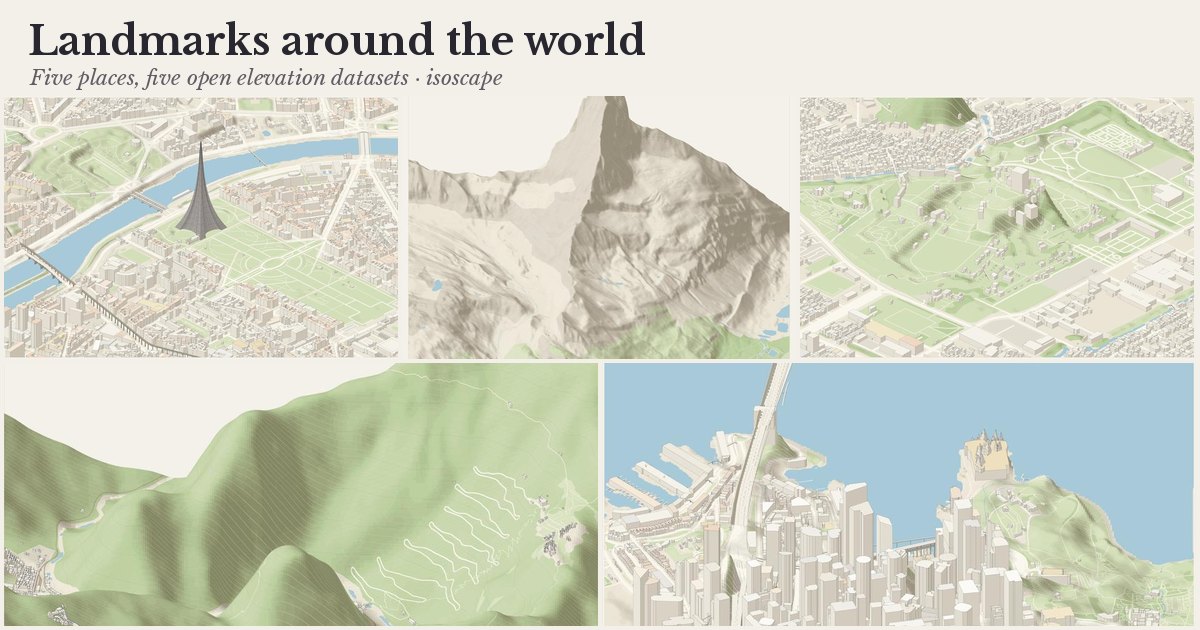 Landmarks around the world
Five places, five open elevation datasets · isoscape